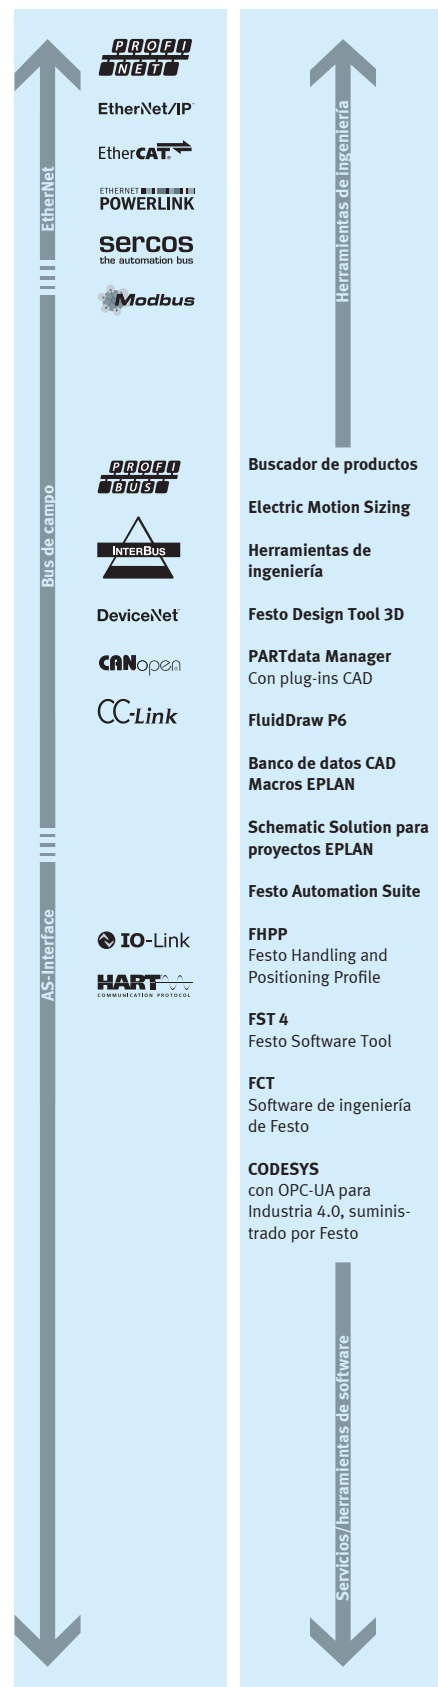 PROFI
NET
EtherNet/IP
EtherCAT
ETHERNET
POWERLINK
sercos
the automation bus
Modbus
PROFI
BUS
INTERBUS
DeviceNet
CANopen
CC-Link
IO-Link
HART
COMMUNICATION PROTOCOL
EtherNet
Bus de campo
AS-Interface
Herramientas de ingeniería
Buscador de productos
Electric Motion Sizing
Herramientas de
ingeniería
Festo Design Tool 3D
PARTdata Manager
Con plug-ins CAD
FluidDraw P6
Banco de datos CAD
Macros EPLAN
Schematic Solution para
proyectos EPLAN
Festo Automation Suite
FHPP
Festo Handling and
Positioning Profile
FST 4
Festo Software Tool
FCT
Software de ingeniería
de Festo
CODESYS
con OPC-UA para
Industria 4.0, suminis-
trado por Festo
Servicios/herramientas de software